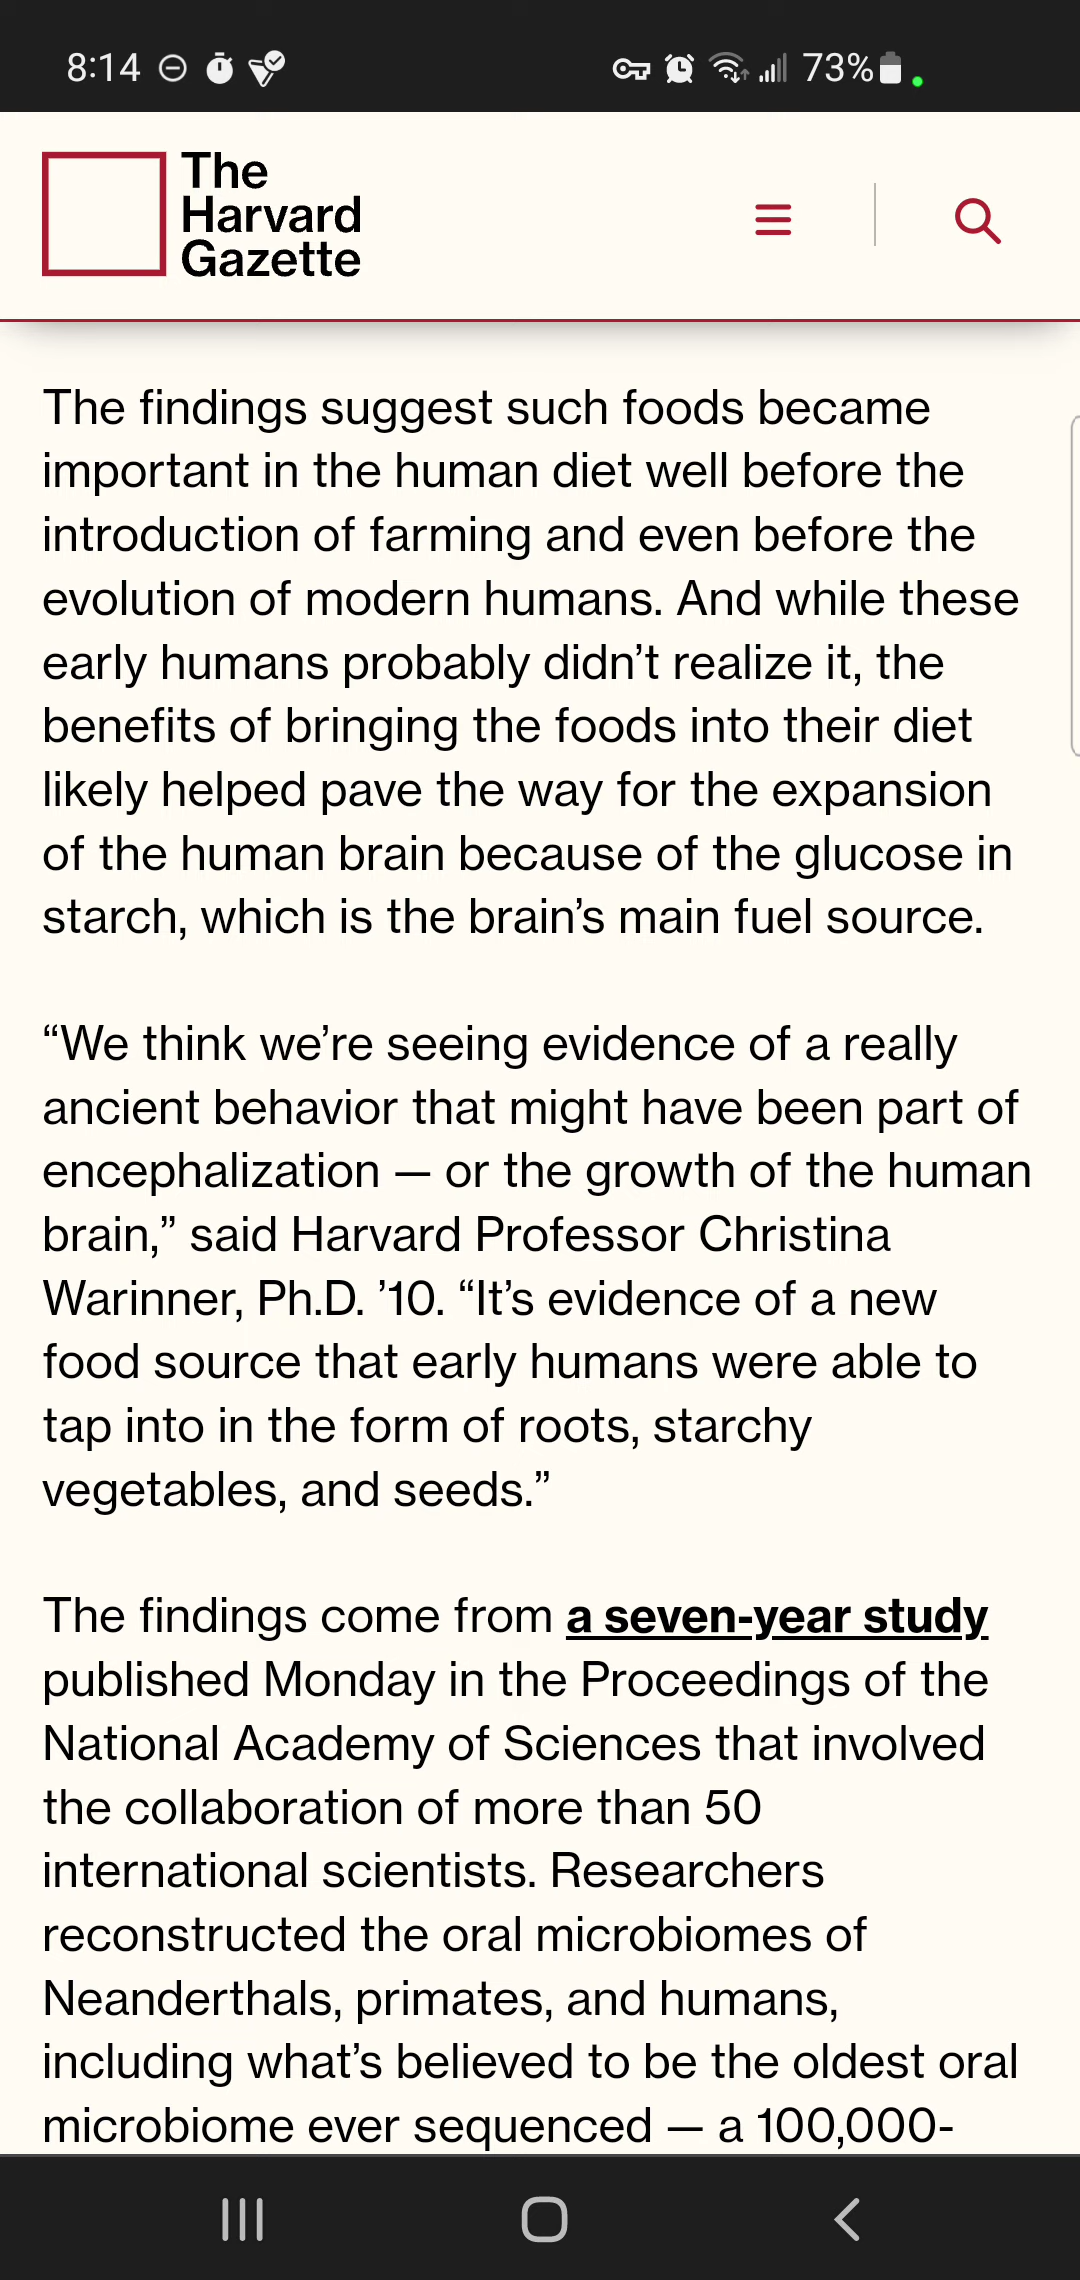 8:14
73%
The
Harvard
Gazette
The findings suggest such foods became
important in the human diet well before the
introduction of farming and even before the
evolution of modern humans. And while these
early humans probably didn’t realize it, the
benefits of bringing the foods into their diet
likely helped pave the way for the expansion
of the human brain because of the glucose in
starch, which is the brain’s main fuel source.
“We think we’re seeing evidence of a really
ancient behavior that might have been part of
encephalization — or the growth of the human
brain,” said Harvard Professor Christina
Warinner, Ph.D. ’10. “It’s evidence of a new
food source that early humans were able to
tap into in the form of roots, starchy
vegetables, and seeds.”
The findings come from a seven-year study
published Monday in the Proceedings of the
National Academy of Sciences that involved
the collaboration of more than 50
international scientists. Researchers
reconstructed the oral microbiomes of
Neanderthals, primates, and humans,
including what’s believed to be the oldest oral
microbiome ever sequenced — a 100,000-